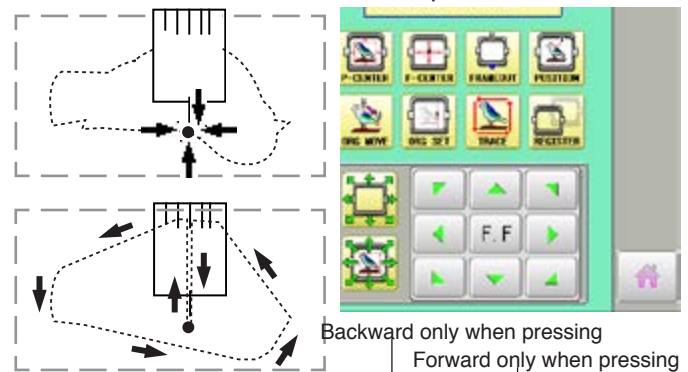 P-CENTER F-CENTER FRAMEOUT POSITION
ORG MOVE ORG SET TRACE REGISTER
F.F
Backward only when pressing
Forward only when pressing